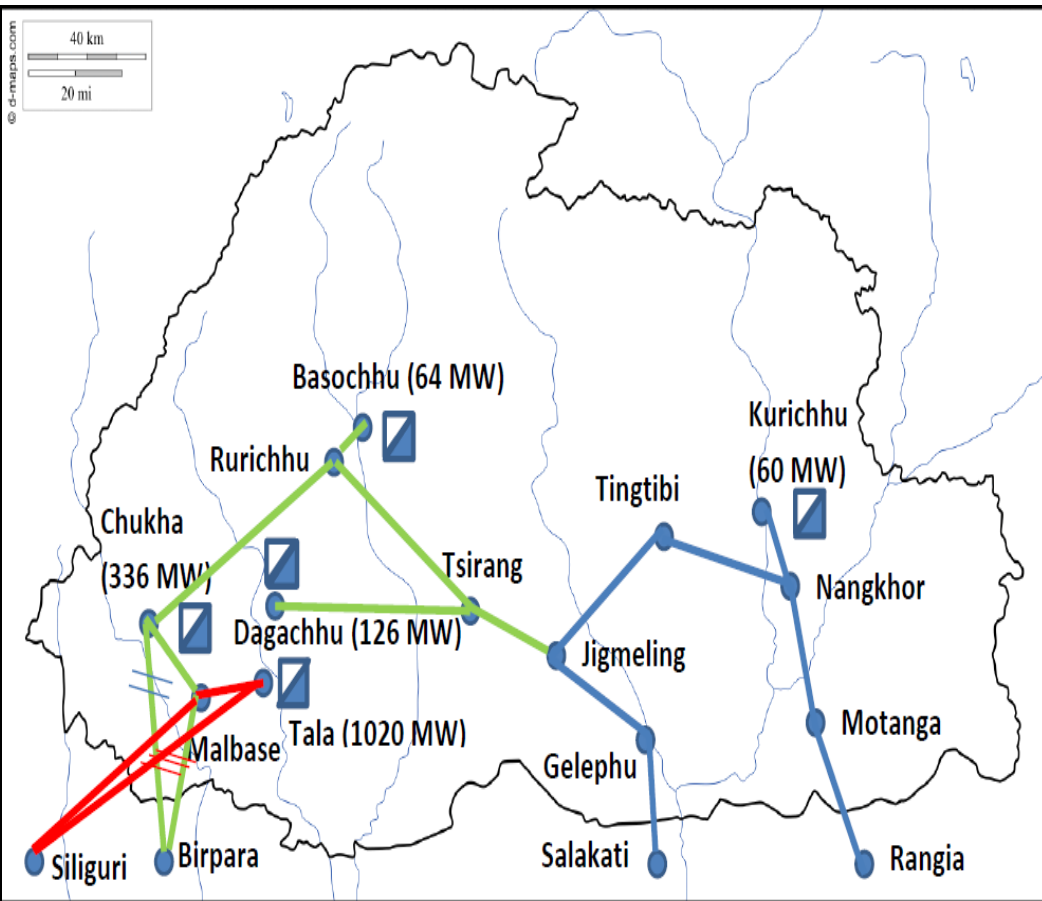 © d-maps.com
40 km
20 mi
Basochhu (64 MW)
Kurichhu
(60 MW)
Rurichhu
Tingtibi
Chukha
(336 MW)
Tsirang
Nangkhor
Dagachhu (126 MW)
Jigmeling
Motanga
Tala (1020 MW)
Malbase
Gelephu
Siliguri
Birpara
Salakati
Rangia